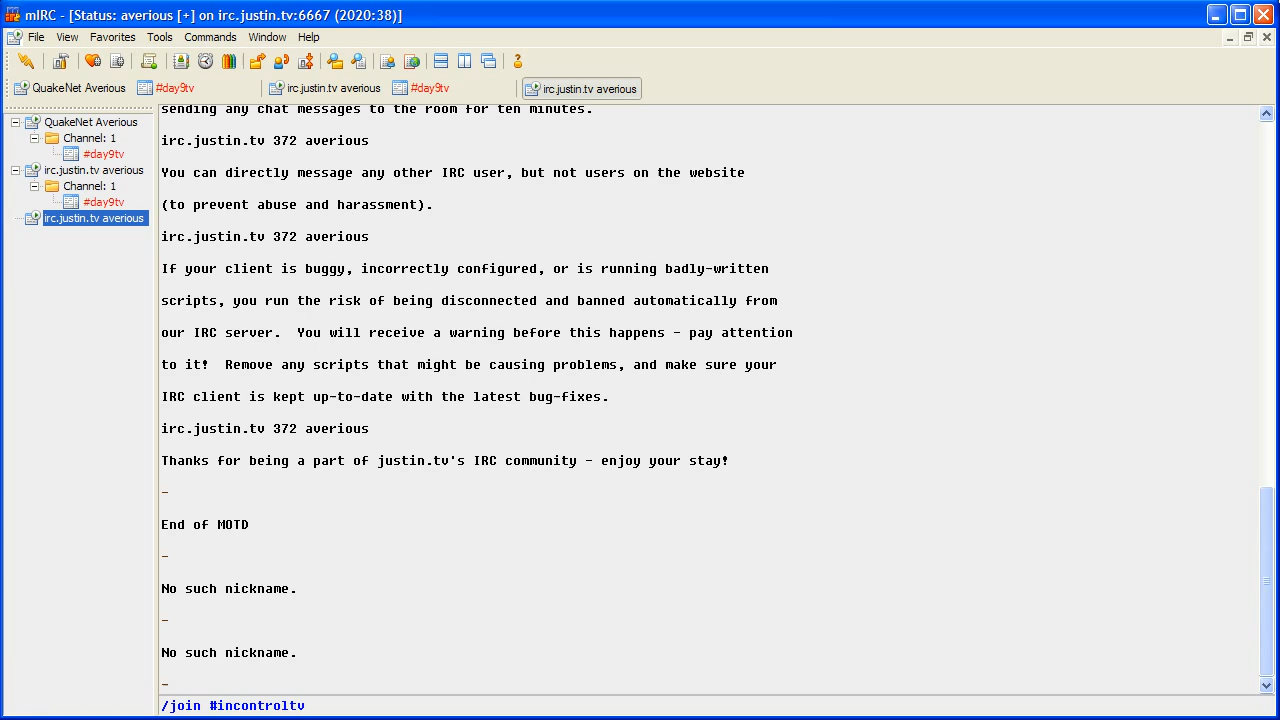 mIRC - [Status: averious [+] on irc.justin.tv:6667 (2020:38)]
File View Favorites Tools Commands Window Help
QuakeNet Averious #day9tv irc.justin.tv averious #day9tv irc.justin.tv averious
QuakeNet Averious
Channel: 1
#day9tv
irc.justin.tv averious
Channel: 1
#day9tv
irc.justin.tv averious
sending any chat messages to the room for ten minutes.
irc.justin.tv 372 averious
You can directly message any other IRC user, but not users on the website
(to prevent abuse and harassment).
irc.justin.tv 372 averious
If your client is buggy, incorrectly configured, or is running badly-written
scripts, you run the risk of being disconnected and banned automatically from
our IRC server.  You will receive a warning before this happens - pay attention
to it!  Remove any scripts that might be causing problems, and make sure your
IRC client is kept up-to-date with the latest bug-fixes.
irc.justin.tv 372 averious
Thanks for being a part of justin.tv's IRC community - enjoy your stay!
-
End of MOTD
-
No such nickname.
-
No such nickname.
-
/join #incontroltv